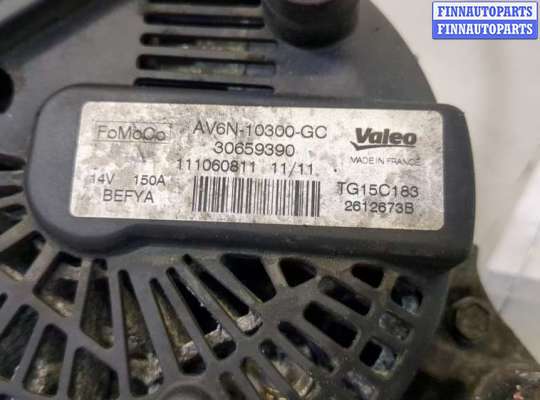 FINNAUTOPARTS
FINNAUTOPARTS
FoMoCo AV6N-10300-GC Valeo
30659390 MADE IN FRANCE
111060811 11/11
14V 150A TG15C183
BEFYA 2612673B